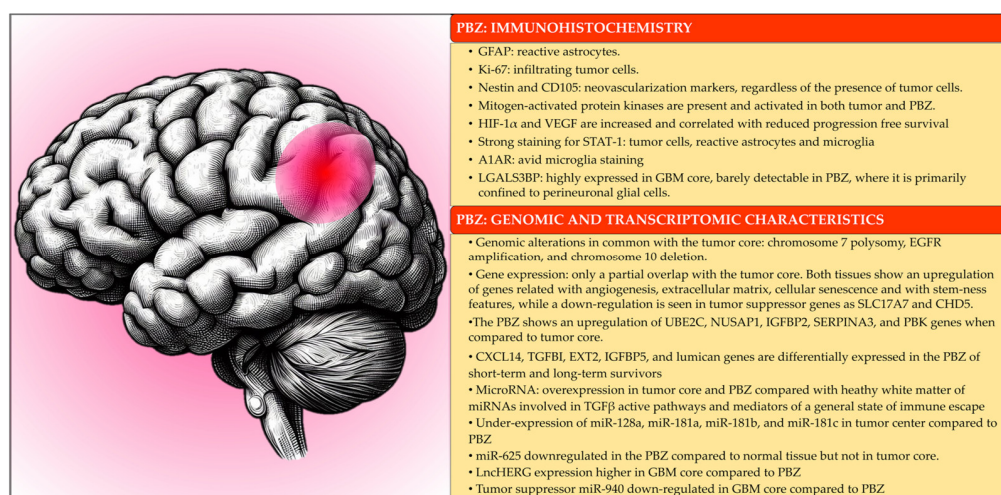 PBZ: IMMUNOHISTOCHEMISTRY
• GFAP: reactive astrocytes.
• Ki-67: infiltrating tumor cells.
• Nestin and CD105: neovascularization markers, regardless of the presence of tumor cells.
• Mitogen-activated protein kinases are present and activated in both tumor and PBZ.
• HIF-1α and VEGF are increased and correlated with reduced progression free survival
• Strong staining for STAT-1: tumor cells, reactive astrocytes and microglia
• A1AR: avid microglia staining
• LGALS3BP: highly expressed in GBM core, barely detectable in PBZ, where it is primarily
confined to perineuronal glial cells.
PBZ: GENOMIC AND TRANSCRIPTOMIC CHARACTERISTICS
• Genomic alterations in common with the tumor core: chromosome 7 polysomy, EGFR
amplification, and chromosome 10 deletion.
• Gene expression: only a partial overlap with the tumor core. Both tissues show an upregulation
of genes related with angiogenesis, extracellular matrix, cellular senescence and with stem-ness
features, while a down-regulation is seen in tumor suppressor genes as SLC17A7 and CHD5.
•The PBZ shows an upregulation of UBE2C, NUSAP1, IGFBP2, SERPINA3, and PBK genes when
compared to tumor core.
• CXCL14, TGFBI, EXT2, IGFBP5, and lumican genes are differentially expressed in the PBZ of
short-term and long-term survivors
• MicroRNA: overexpression in tumor core and PBZ compared with heathy white matter of
miRNAs involved in TGFβ active pathways and mediators of a general state of immune escape
• Under-expression of miR-128a, miR-181a, miR-181b, and miR-181c in tumor center compared to
PBZ
• miR-625 downregulated in the PBZ compared to normal tissue but not in tumor core.
• LncHERG expression higher in GBM core compared to PBZ
• Tumor suppressor miR-940 down-regulated in GBM core compared to PBZ